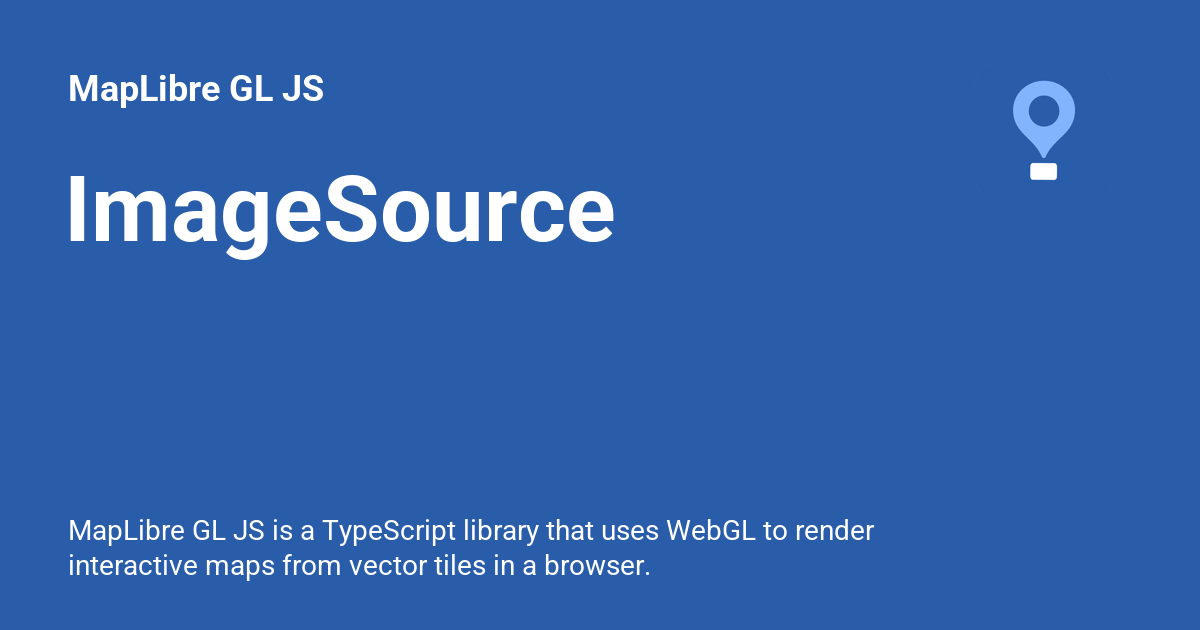 MapLibre GL JS
ImageSource
MapLibre GL JS is a TypeScript library that uses WebGL to render
interactive maps from vector tiles in a browser.